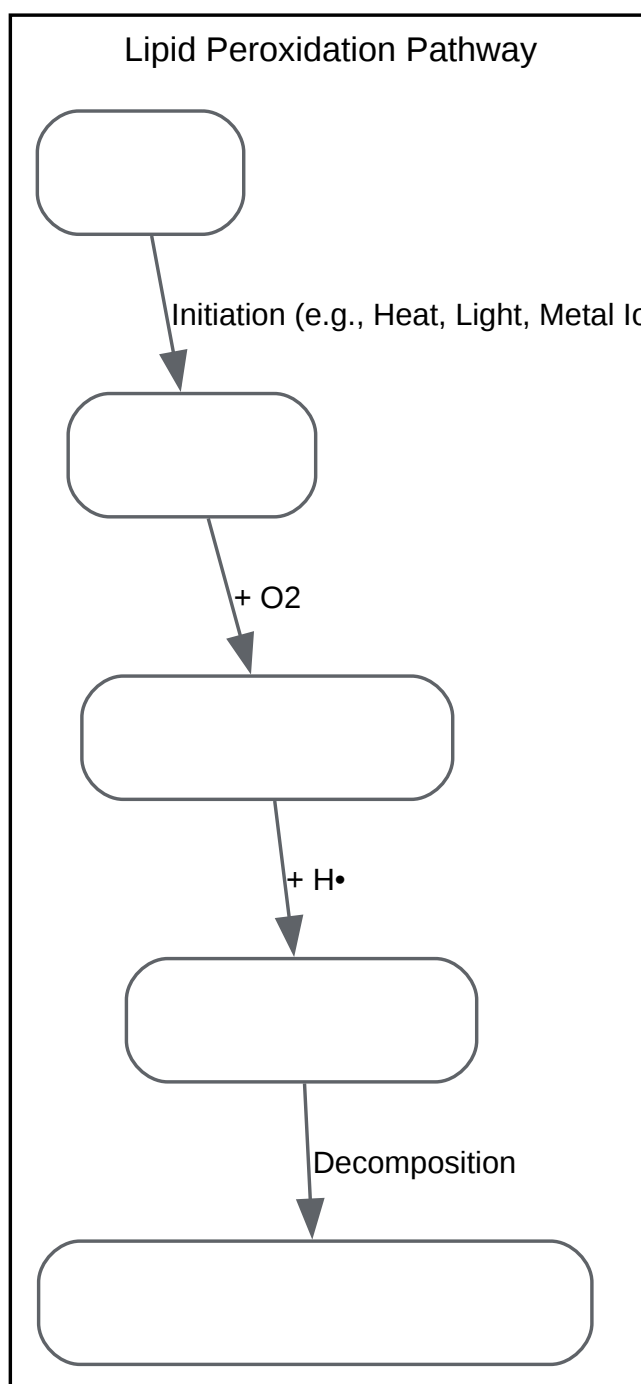 Lipid Peroxidation Pathway
Initiation (e.g., Heat, Light, Metal
+ O2
+ H•
Decomposition